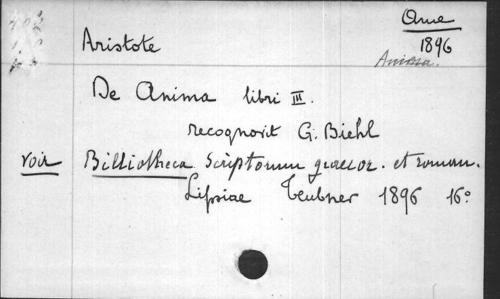 Ame
Aristote
1896
Anima.
De Anima libri III.
recognovit G. Biehl
voir Bibliotheca Scriptorum graecor. et roman.
Lipsiae Teubner 1896 16°